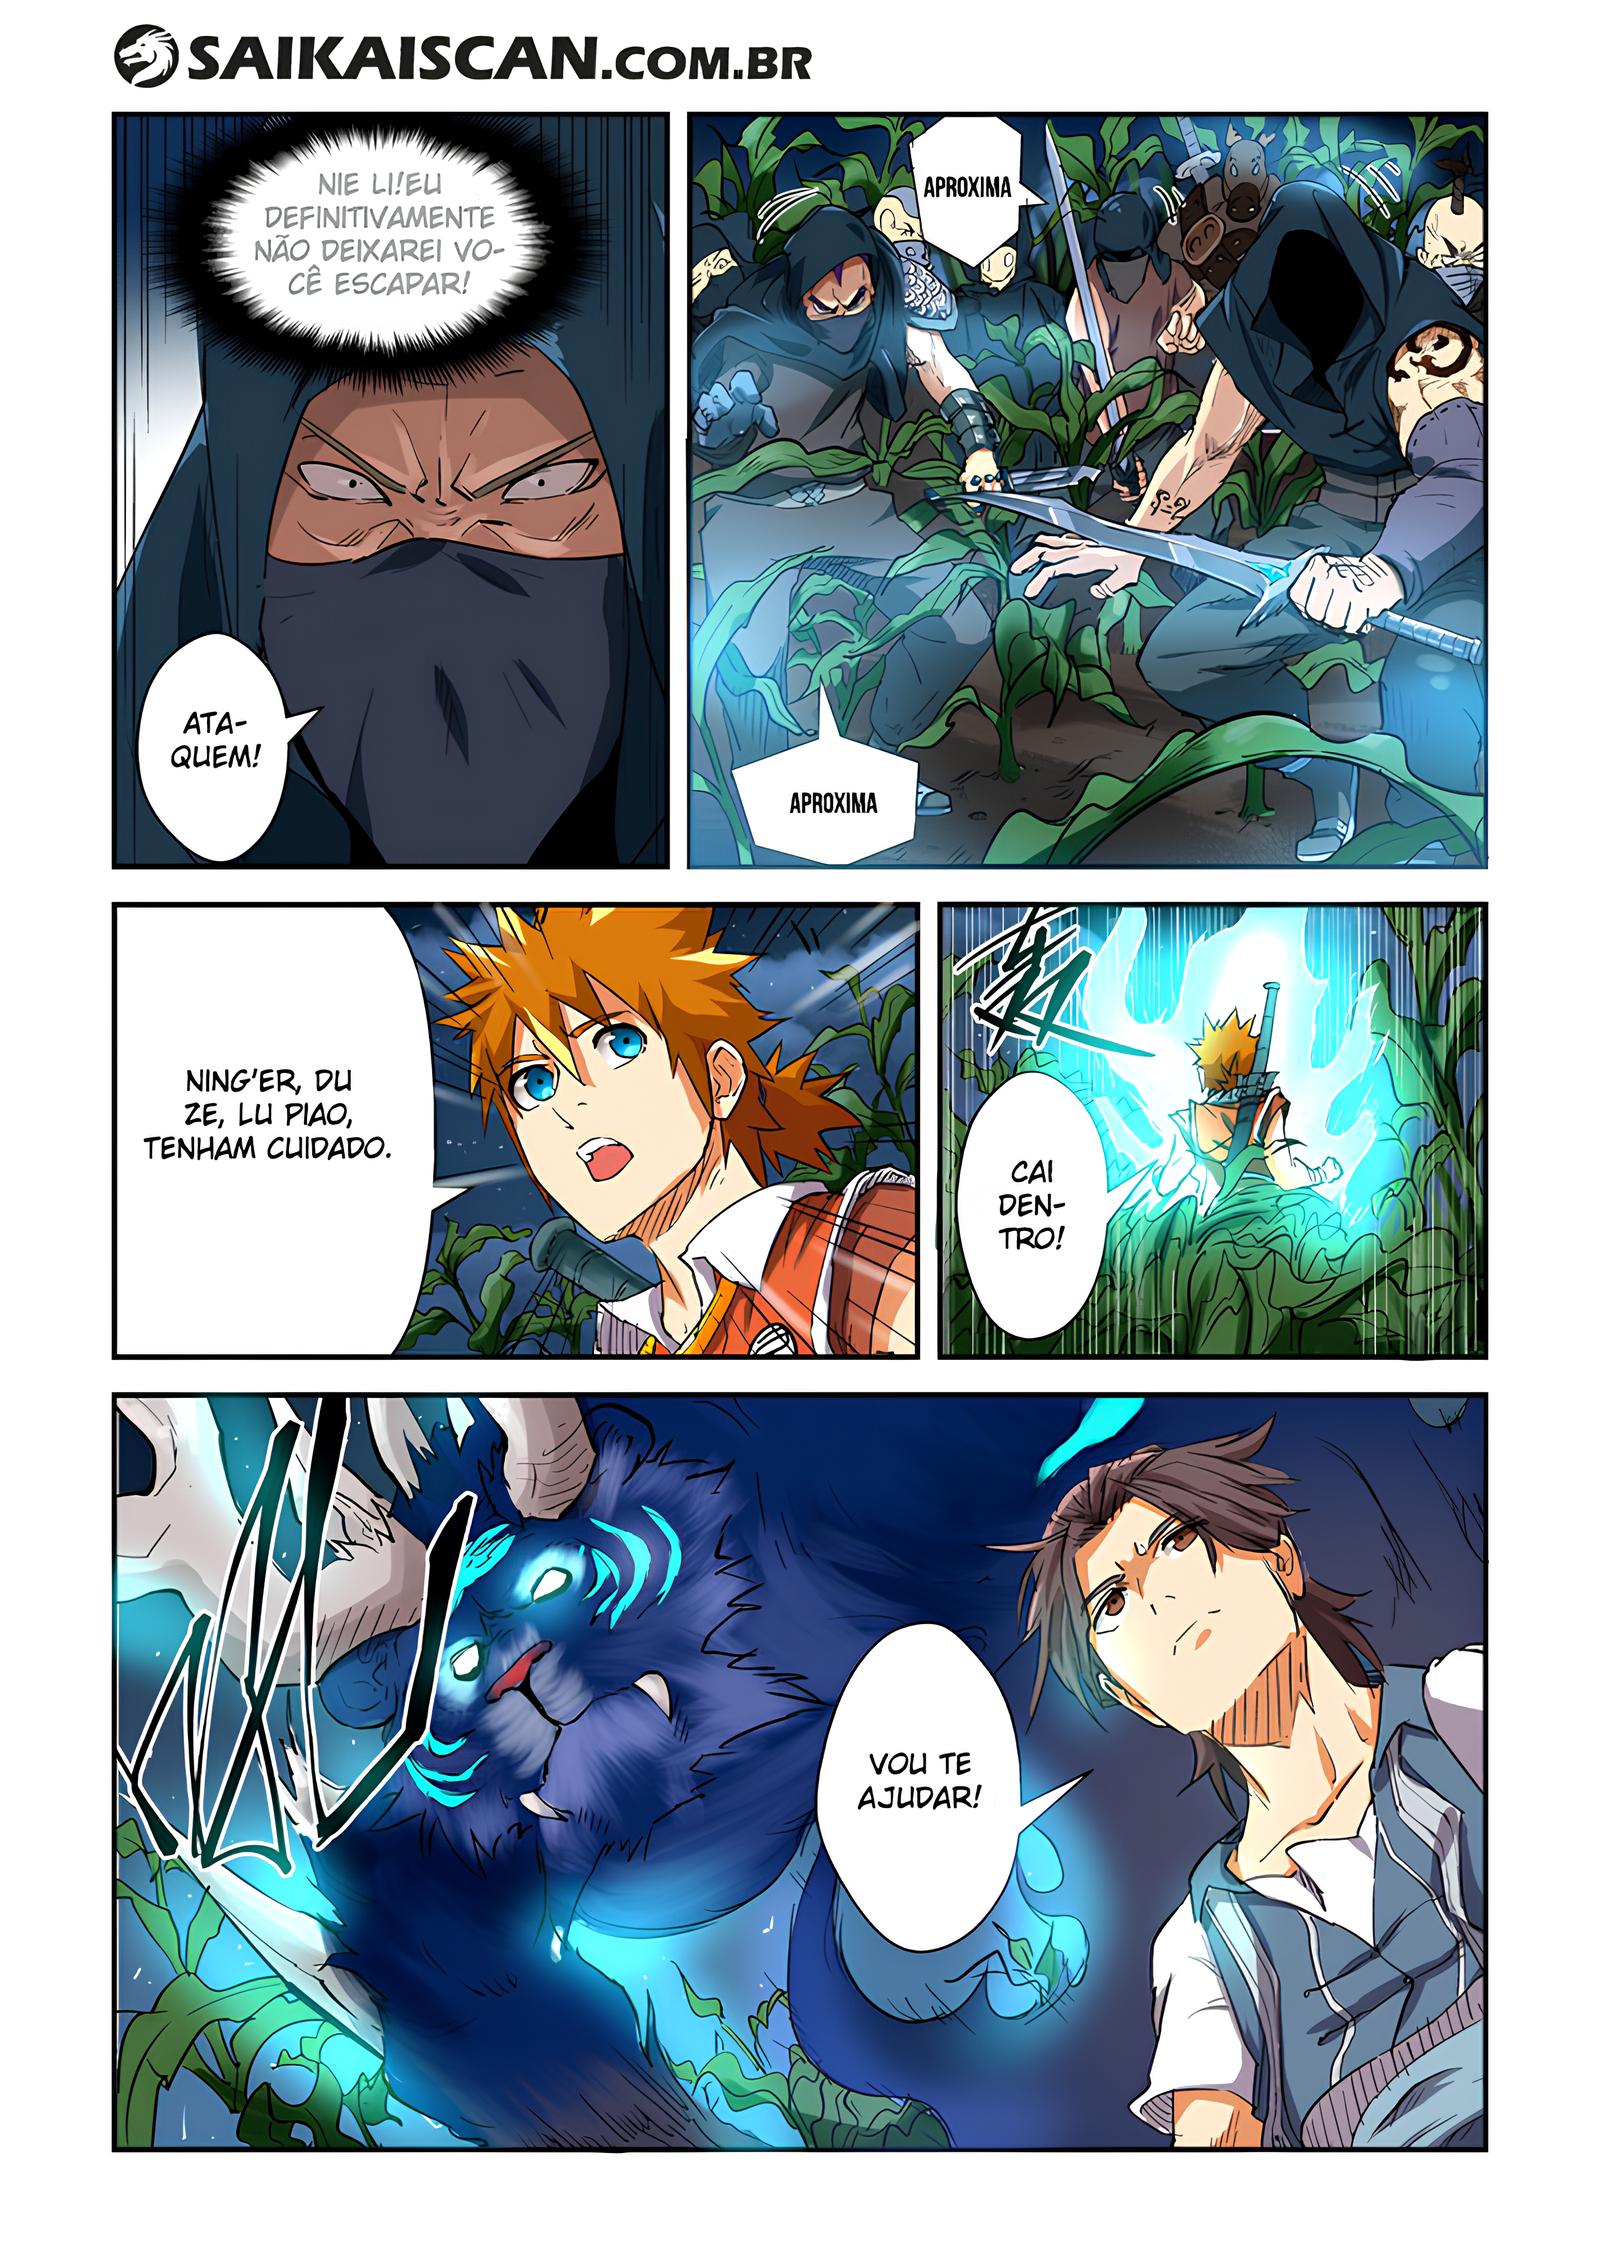 SAIKAISCAN.COM.BR
NIE LI!EU
DEFINITIVAMENTE
NÃO DEIXAREI VO-
CÊ ESCAPAR!
ATA-
QUEM!
APROXIMA
APROXIMA
NING'ER, DU
ZE, LU PIAO,
TENHAM CUIDADO.
CAI
DEN-
TRO!
VOU TE
AJUDAR!